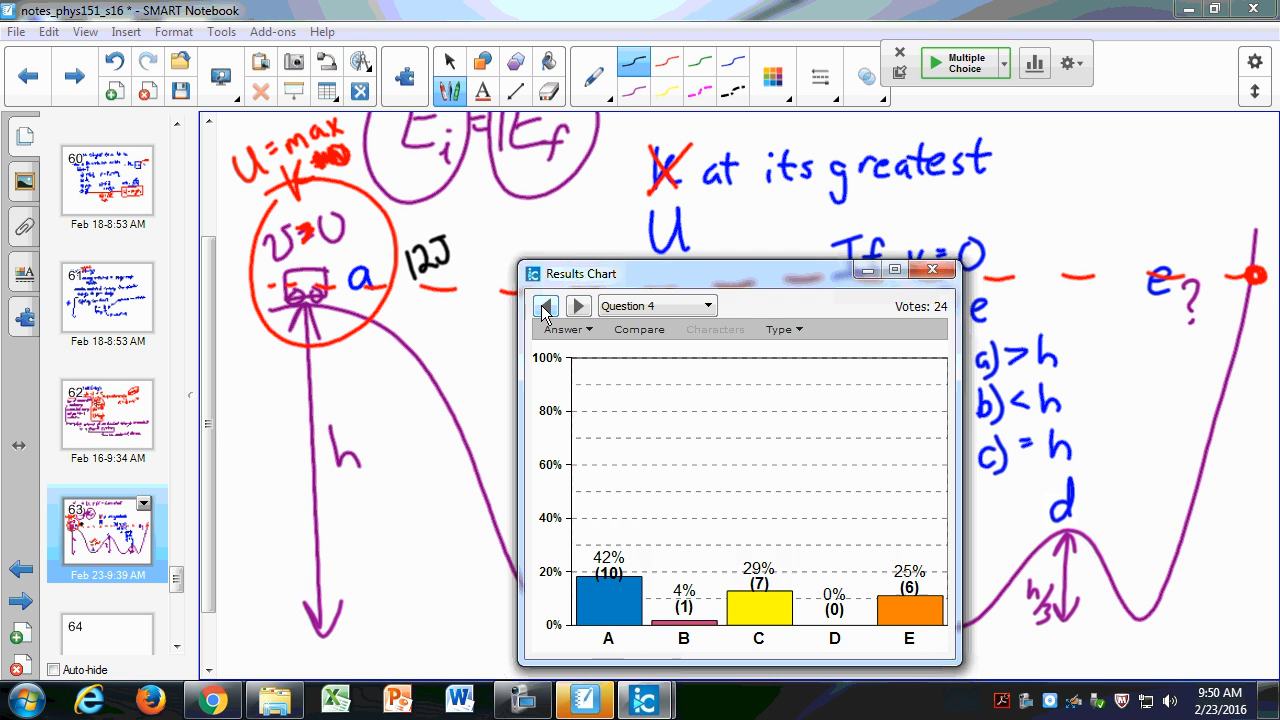 notes_phys151_s16 * - SMART Notebook
File Edit View Insert Format Tools Add-ons Help
Multiple
Choice
60
Feb 18-8:53 AM
61
Feb 18-8:53 AM
62
Feb 16-9:34 AM
63
Feb 23-9:39 AM
64
Auto-hide
U = max
Ei = Ef
K at its greatest
U
v = 0
a
12J
h
If v = 0
e
e ?
a) > h
b) < h
c) = h
d
h/3
Results Chart
Question 4
Votes: 24
Answer Compare Characters Type
100%
80%
60%
40%
20%
0%
42%
(10)
4%
(1)
29%
(7)
0%
(0)
25%
(6)
A B C D E
9:50 AM
2/23/2016